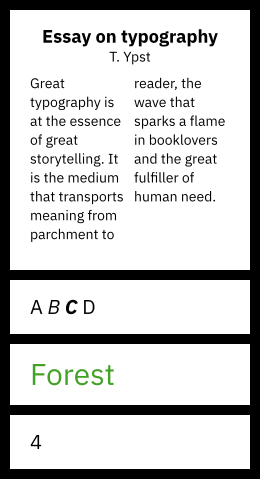 Essay on typography
T. Ypst
Great
typography is
at the essence
of great
storytelling. It
is the medium
that transports
meaning from
parchment to
reader, the
wave that
sparks a flame
in booklovers
and the great
fulfiller of
human need.
A B C D
Forest
4